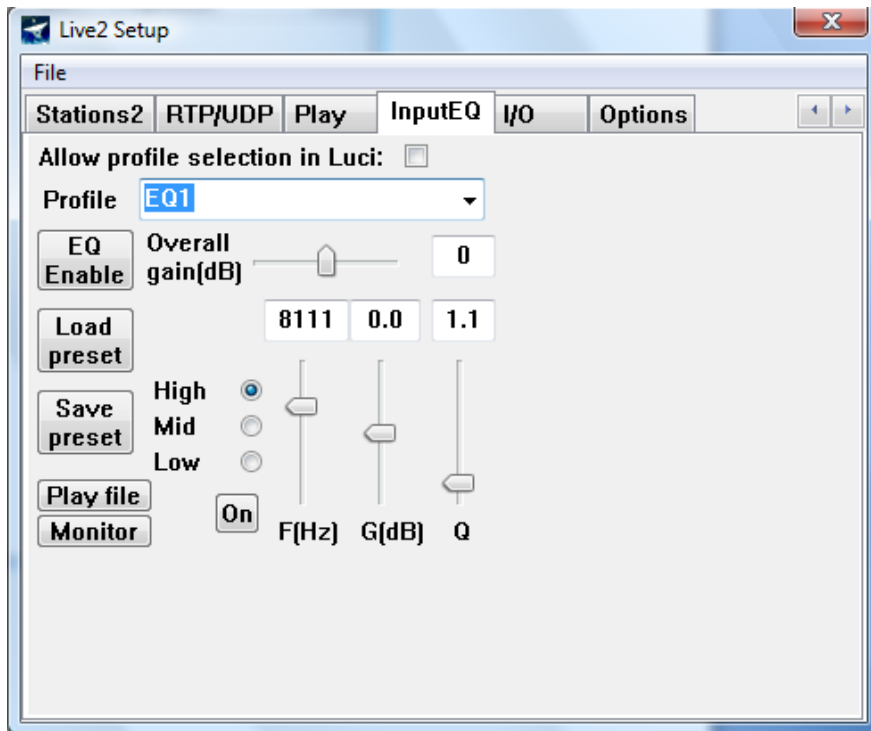 Live2 Setup
File
Stations2 RTP/UDP Play InputEQ I/O Options
Allow profile selection in Luci:
Profile EQ1
EQ Enable
Overall gain(dB) 0
8111 0.0 1.1
Load preset
High
Save preset
Mid
Low
Play file
On
Monitor
F(Hz) G(dB) Q